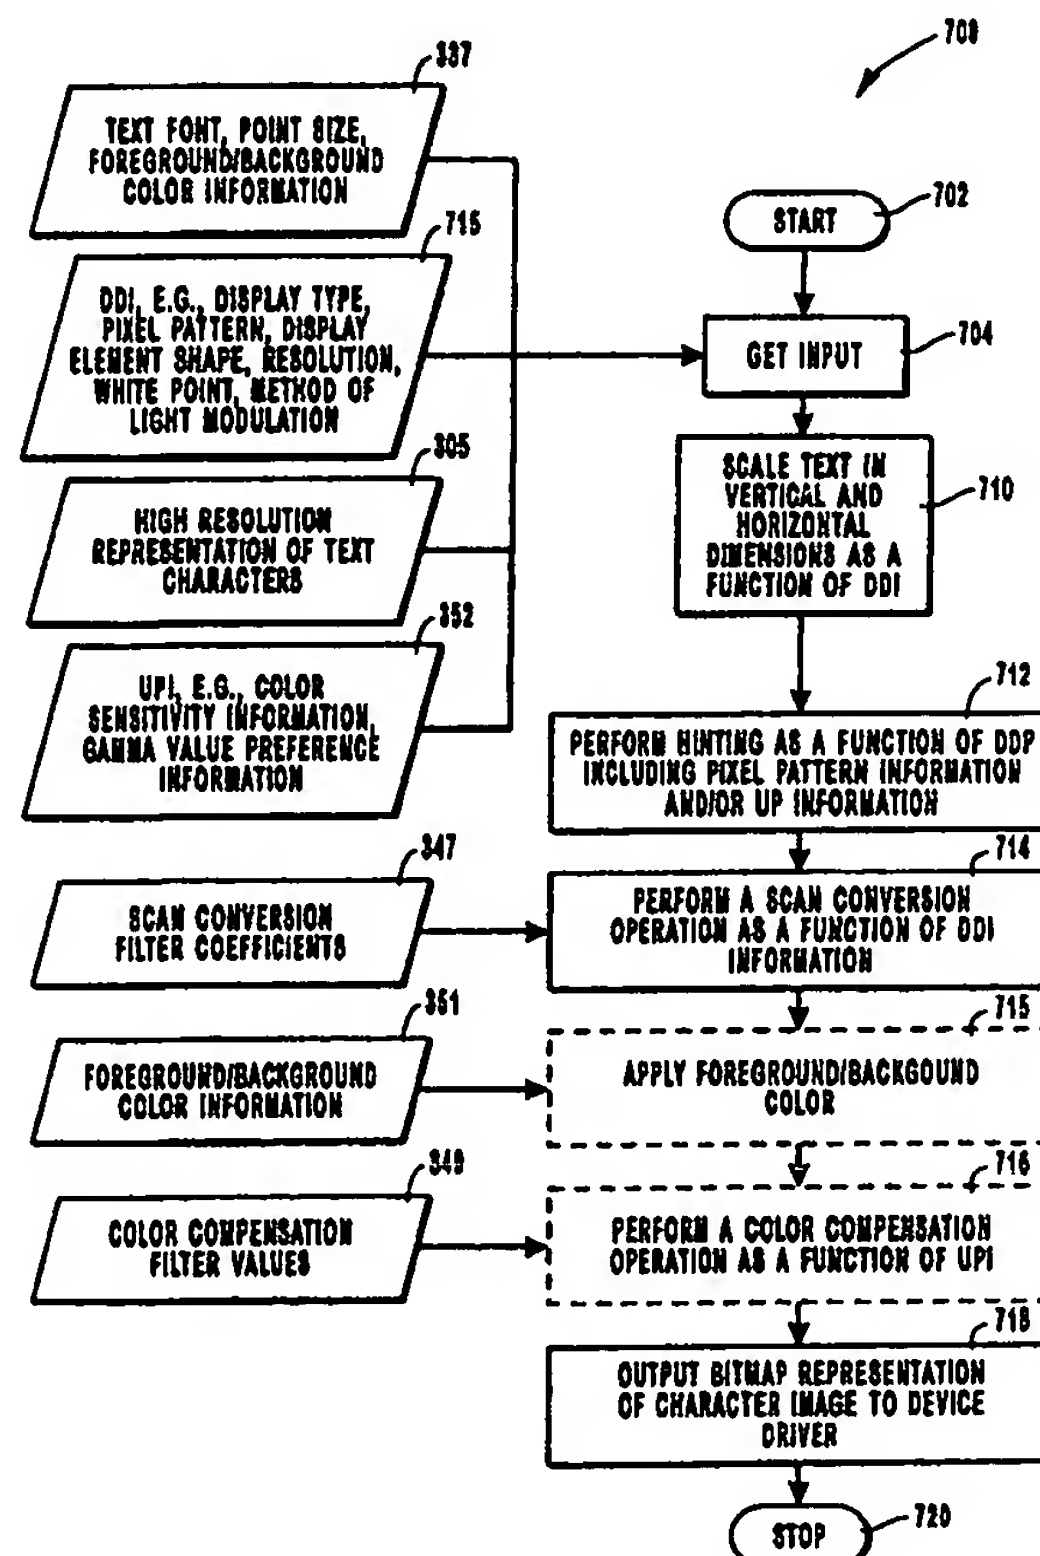 700
337
TEXT FONT, POINT SIZE,
FOREGROUND/BACKGROUND
COLOR INFORMATION
715
DDI, E.G., DISPLAY TYPE,
PIXEL PATTERN, DISPLAY
ELEMENT SHAPE, RESOLUTION,
WHITE POINT, METHOD OF
LIGHT MODULATION
305
HIGH RESOLUTION
REPRESENTATION OF TEXT
CHARACTERS
352
UPI, E.G., COLOR
SENSITIVITY INFORMATION,
GAMMA VALUE PREFERENCE
INFORMATION
START
702
GET INPUT
704
SCALE TEXT IN
VERTICAL AND
HORIZONTAL
DIMENSIONS AS A
FUNCTION OF DDI
710
712
PERFORM HINTING AS A FUNCTION OF DDP
INCLUDING PIXEL PATTERN INFORMATION
AND/OR UP INFORMATION
347
SCAN CONVERSION
FILTER COEFFICIENTS
714
PERFORM A SCAN CONVERSION
OPERATION AS A FUNCTION OF DDI
INFORMATION
351
FOREGROUND/BACKGROUND
COLOR INFORMATION
715
APPLY FOREGROUND/BACKGOUND
COLOR
349
COLOR COMPENSATION
FILTER VALUES
716
PERFORM A COLOR COMPENSATION
OPERATION AS A FUNCTION OF UPI
718
OUTPUT BITMAP REPRESENTATION
OF CHARACTER IMAGE TO DEVICE
DRIVER
STOP
720